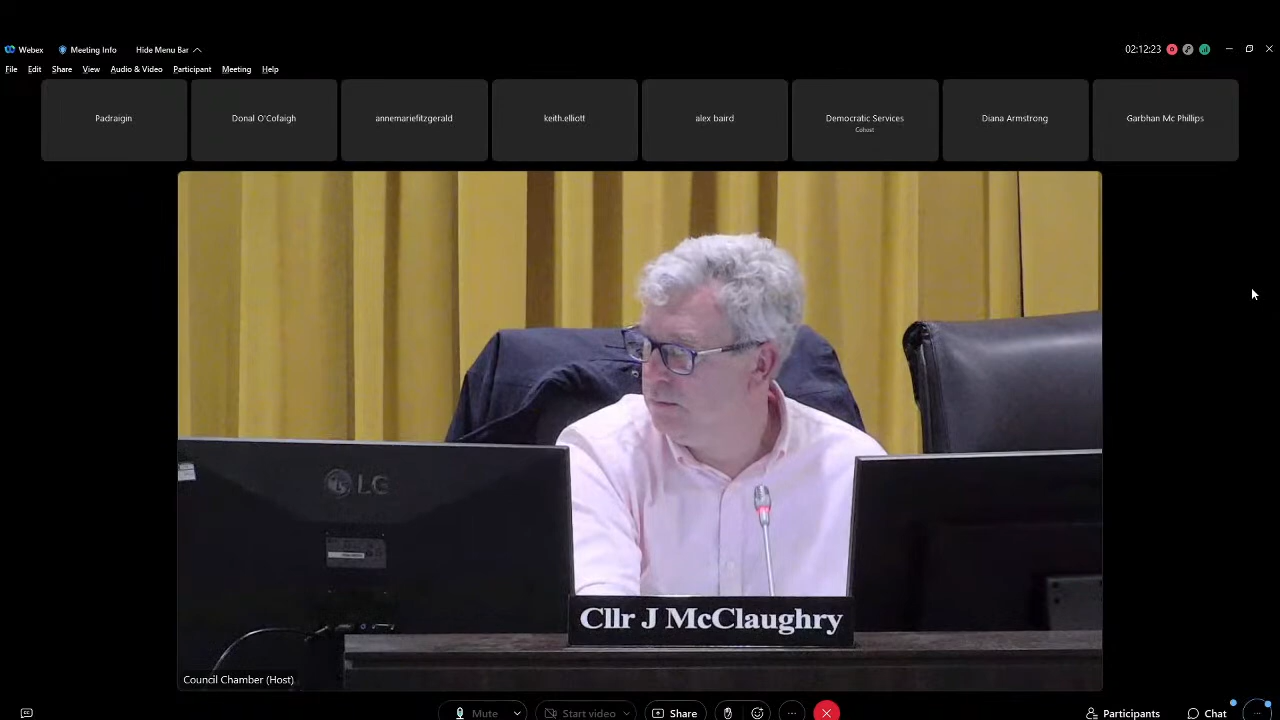 Webex Meeting Info Hide Menu Bar 02:12:23
File Edit Share View Audio & Video Participant Meeting Help
Padraigin Donal O'Cofaigh annemariefitzgerald keith.elliott alex baird Democratic Services Diana Armstrong Garbhan Mc Phillips
Cohost
LG
Cllr J McClaughry
Council Chamber (Host)
Mute Start video Share Participants Chat